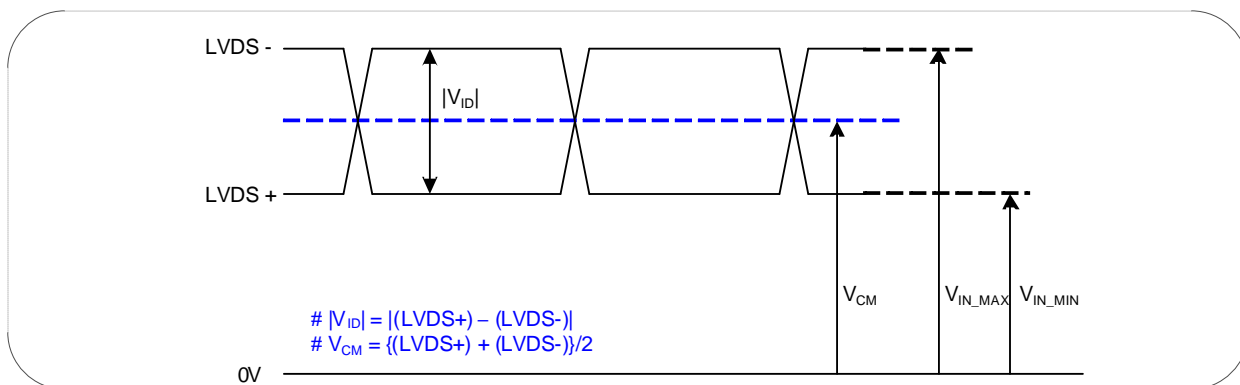 LVDS -
|VID|
LVDS +
VCM
VIN_MAX
VIN_MIN
# |VID| = |(LVDS+) – (LVDS-)|
# VCM = {(LVDS+) + (LVDS-)}/2
0V